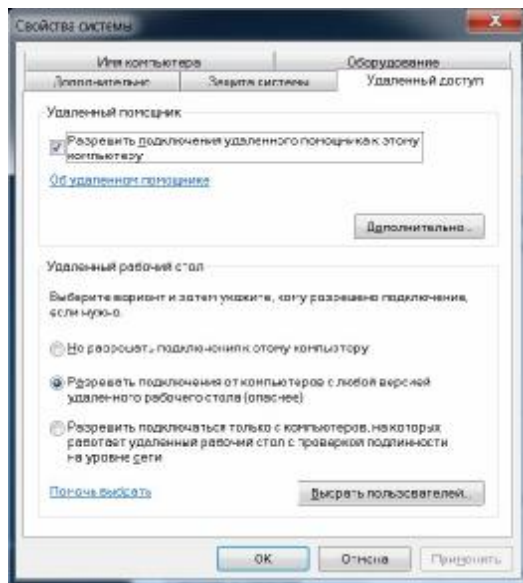 Свойства системы
Имя компьютера
Оборудование
Дополнительно
Защита системы
Удаленный доступ
Удаленный помощник
Разрешить подключения удаленного помощника к этому
компьютеру
Об удаленном помощнике
Дополнительно...
Удаленный рабочий стол
Выберите вариант и затем укажите, кому разрешено подключение,
если нужно.
Не разрешать подключения к этому компьютеру
Разрешать подключения от компьютеров с любой версией
удаленного рабочего стола (опаснее)
Разрешить подключаться только с компьютеров, на которых
работает удаленный рабочий стол с проверкой подлинности
на уровне сети
Помочь выбрать
Выбрать пользователей...
ОК
Отмена
Применить